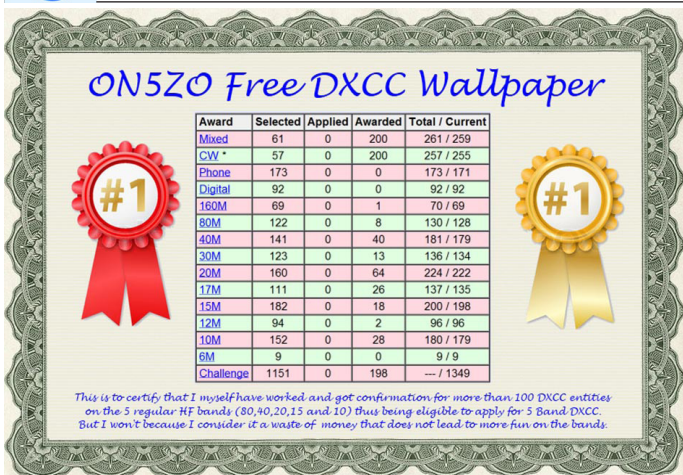 ON5ZO Free DXCC Wallpaper
Award Selected Applied Awarded Total / Current
Mixed 61 0 200 261 / 259
CW * 57 0 200 257 / 255
Phone 173 0 0 173 / 171
Digital 92 0 0 92 / 92
160M 69 0 1 70 / 69
80M 122 0 8 130 / 128
40M 141 0 40 181 / 179
30M 123 0 13 136 / 134
20M 160 0 64 224 / 222
17M 111 0 26 137 / 135
15M 182 0 18 200 / 198
12M 94 0 2 96 / 96
10M 152 0 28 180 / 179
6M 9 0 0 9 / 9
Challenge 1151 0 198 --- / 1349
#1
#1
This is to certify that I myself have worked and got confirmation for more than 100 DXCC entities
on the 5 regular HF bands (80,40,20,15 and 10) thus being eligible to apply for 5 Band DXCC.
But I won't because I consider it a waste of money that does not lead to more fun on the bands.